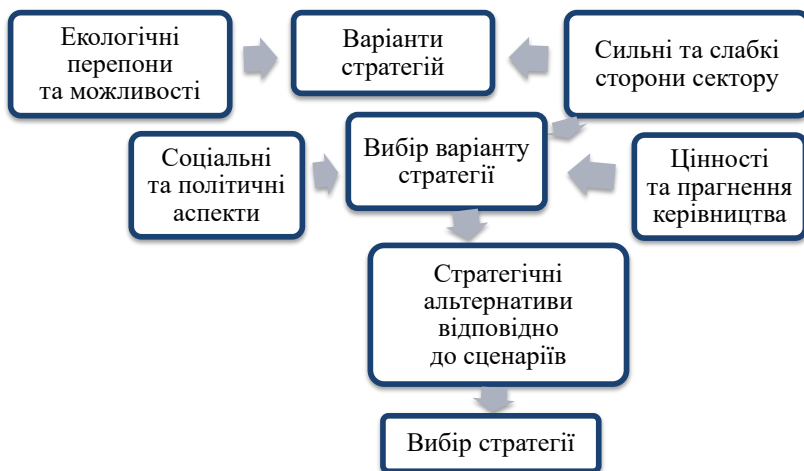 Екологічні
перепони
та можливості
Варіанти
стратегій
Сильні та слабкі
сторони сектору
Соціальні
та політичні
аспекти
Вибір варіанту
стратегії
Цінності
та прагнення
керівництва
Стратегічні
альтернативи
відповідно
до сценаріїв
Вибір стратегії